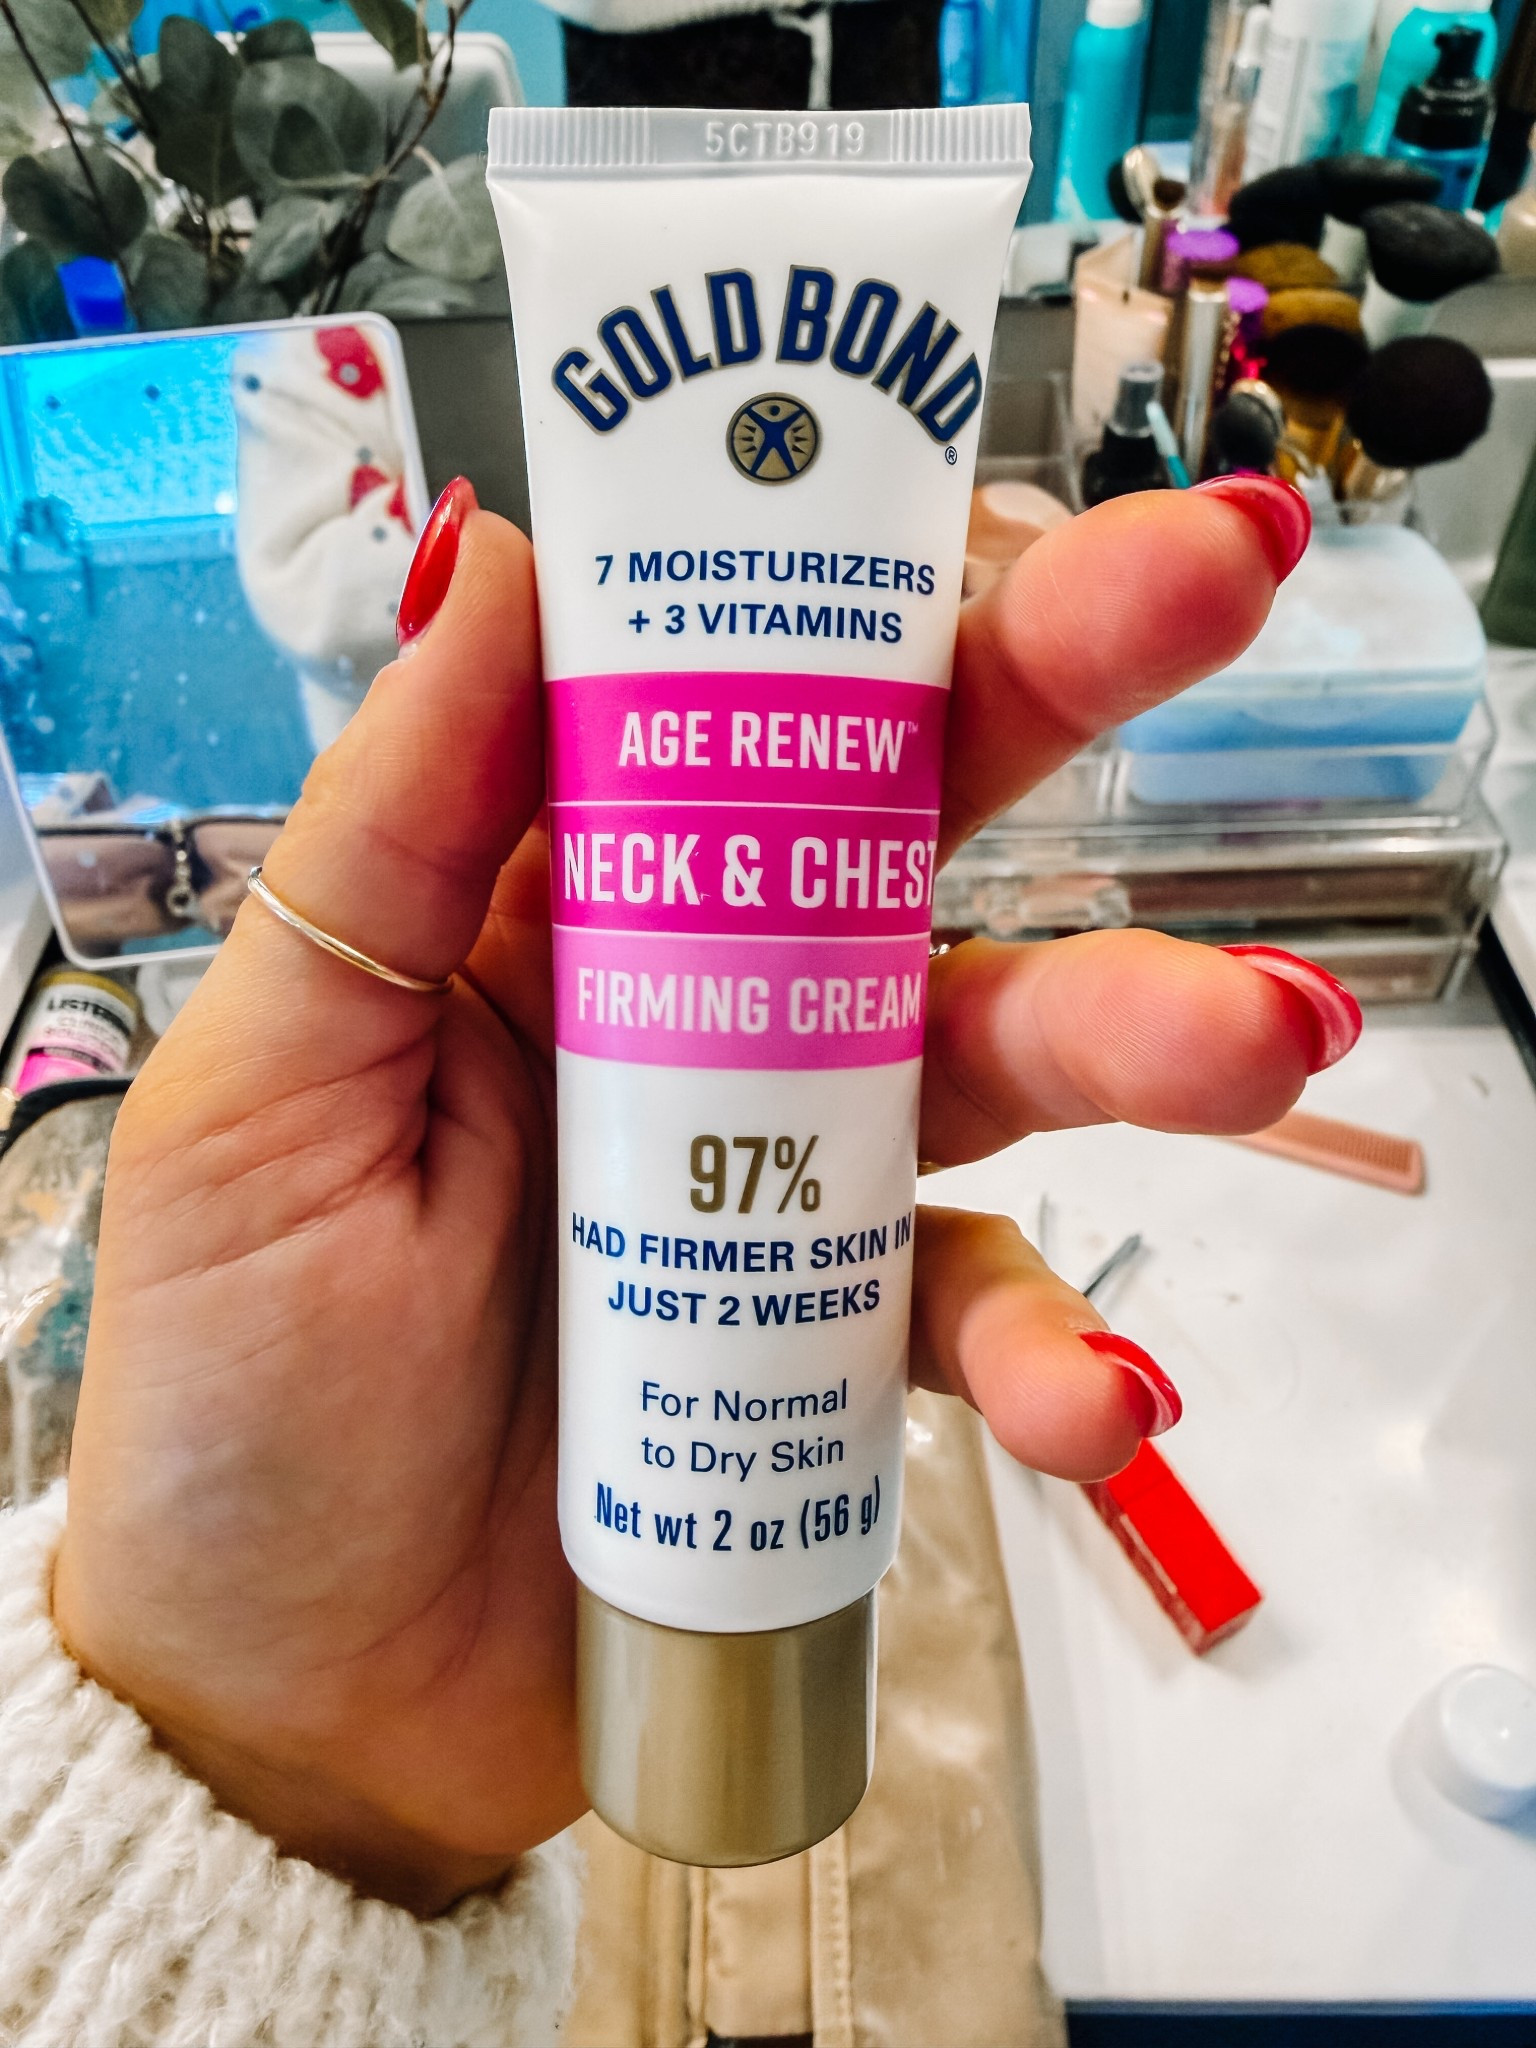 5CTB919
GOLD BOND®
7 MOISTURIZERS
+ 3 VITAMINS
AGE RENEW™
NECK & CHEST
FIRMING CREAM
97%
HAD FIRMER SKIN IN
JUST 2 WEEKS
For Normal
to Dry Skin
Net wt 2 oz (56 g)